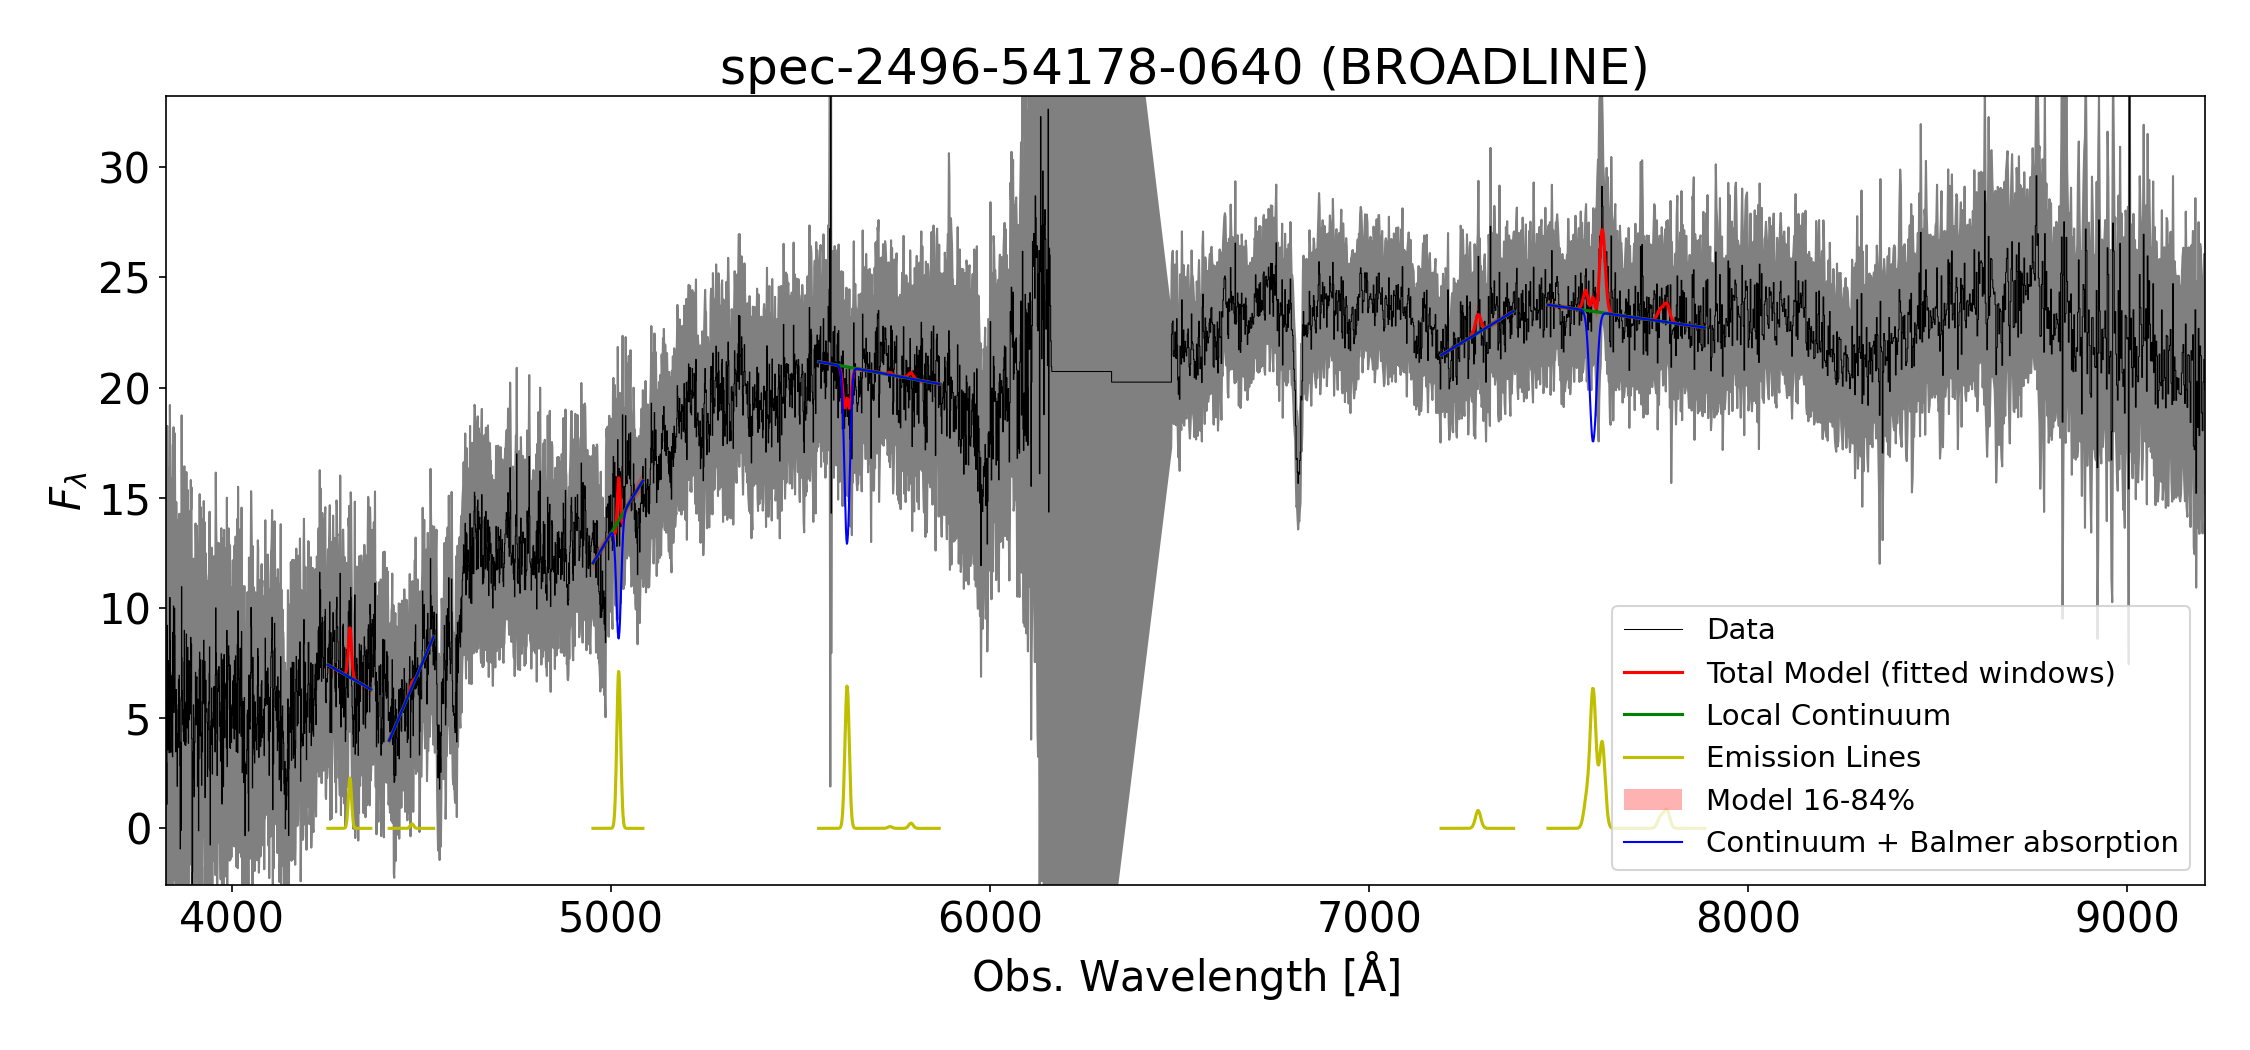 spec-2496-54178-0640 (BROADLINE)
30
25
20
15
10
5
0
Fλ
4000 5000 6000 7000 8000 9000
Obs. Wavelength [Å]
Data
Total Model (fitted windows)
Local Continuum
Emission Lines
Model 16-84%
Continuum + Balmer absorption